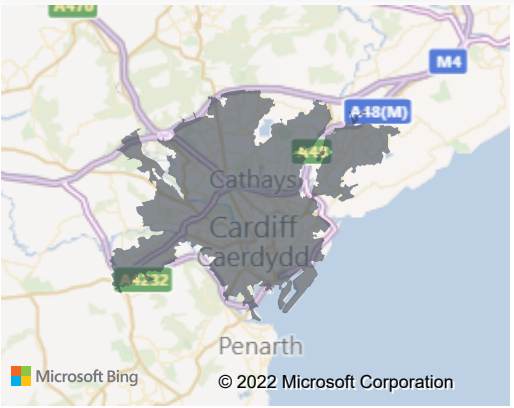 A470
M4
A48(M)
A48
Cathays
Cardiff
Caerdydd
A4232
Penarth
Microsoft Bing
© 2022 Microsoft Corporation